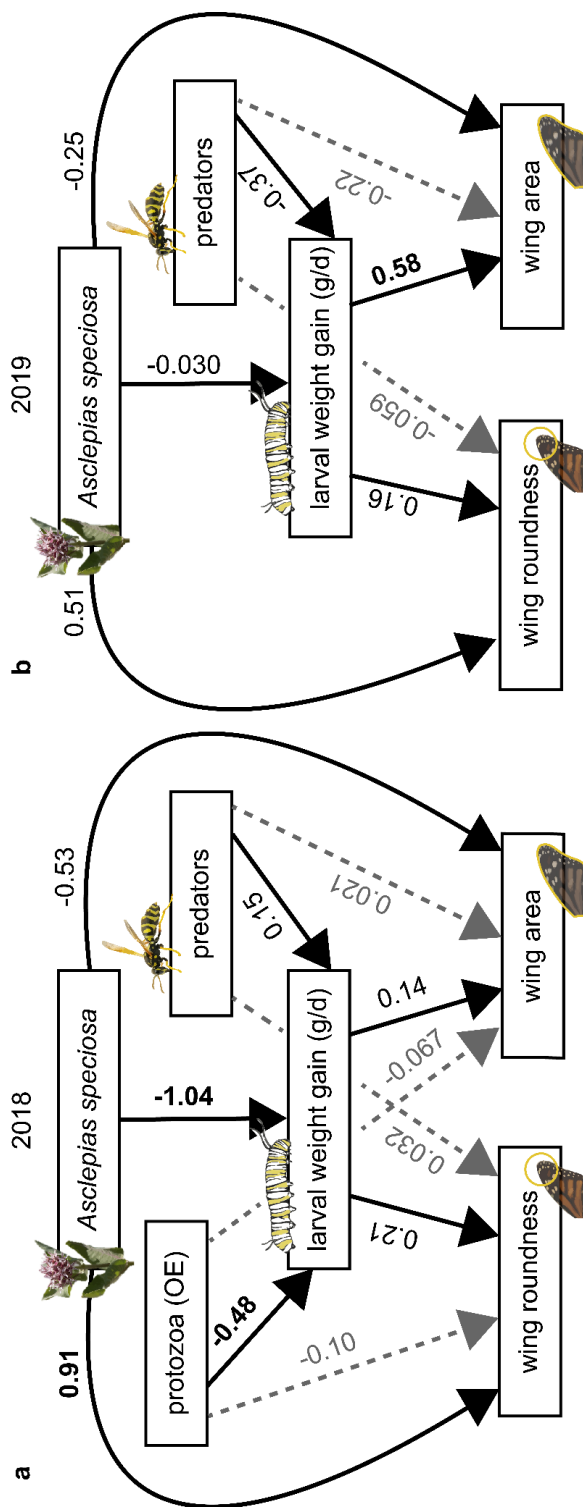 a
2018
Asclepias speciosa
0.91
-0.53
protozoa (OE)
predators
-1.04
-0.48
0.15
larval weight gain (g/d)
-0.10
0.021
0.21
0.032
-0.067
0.14
wing roundness
wing area
b
2019
Asclepias speciosa
0.51
-0.25
predators
-0.030
-0.37
larval weight gain (g/d)
-0.22
0.16
-0.059
0.58
wing roundness
wing area